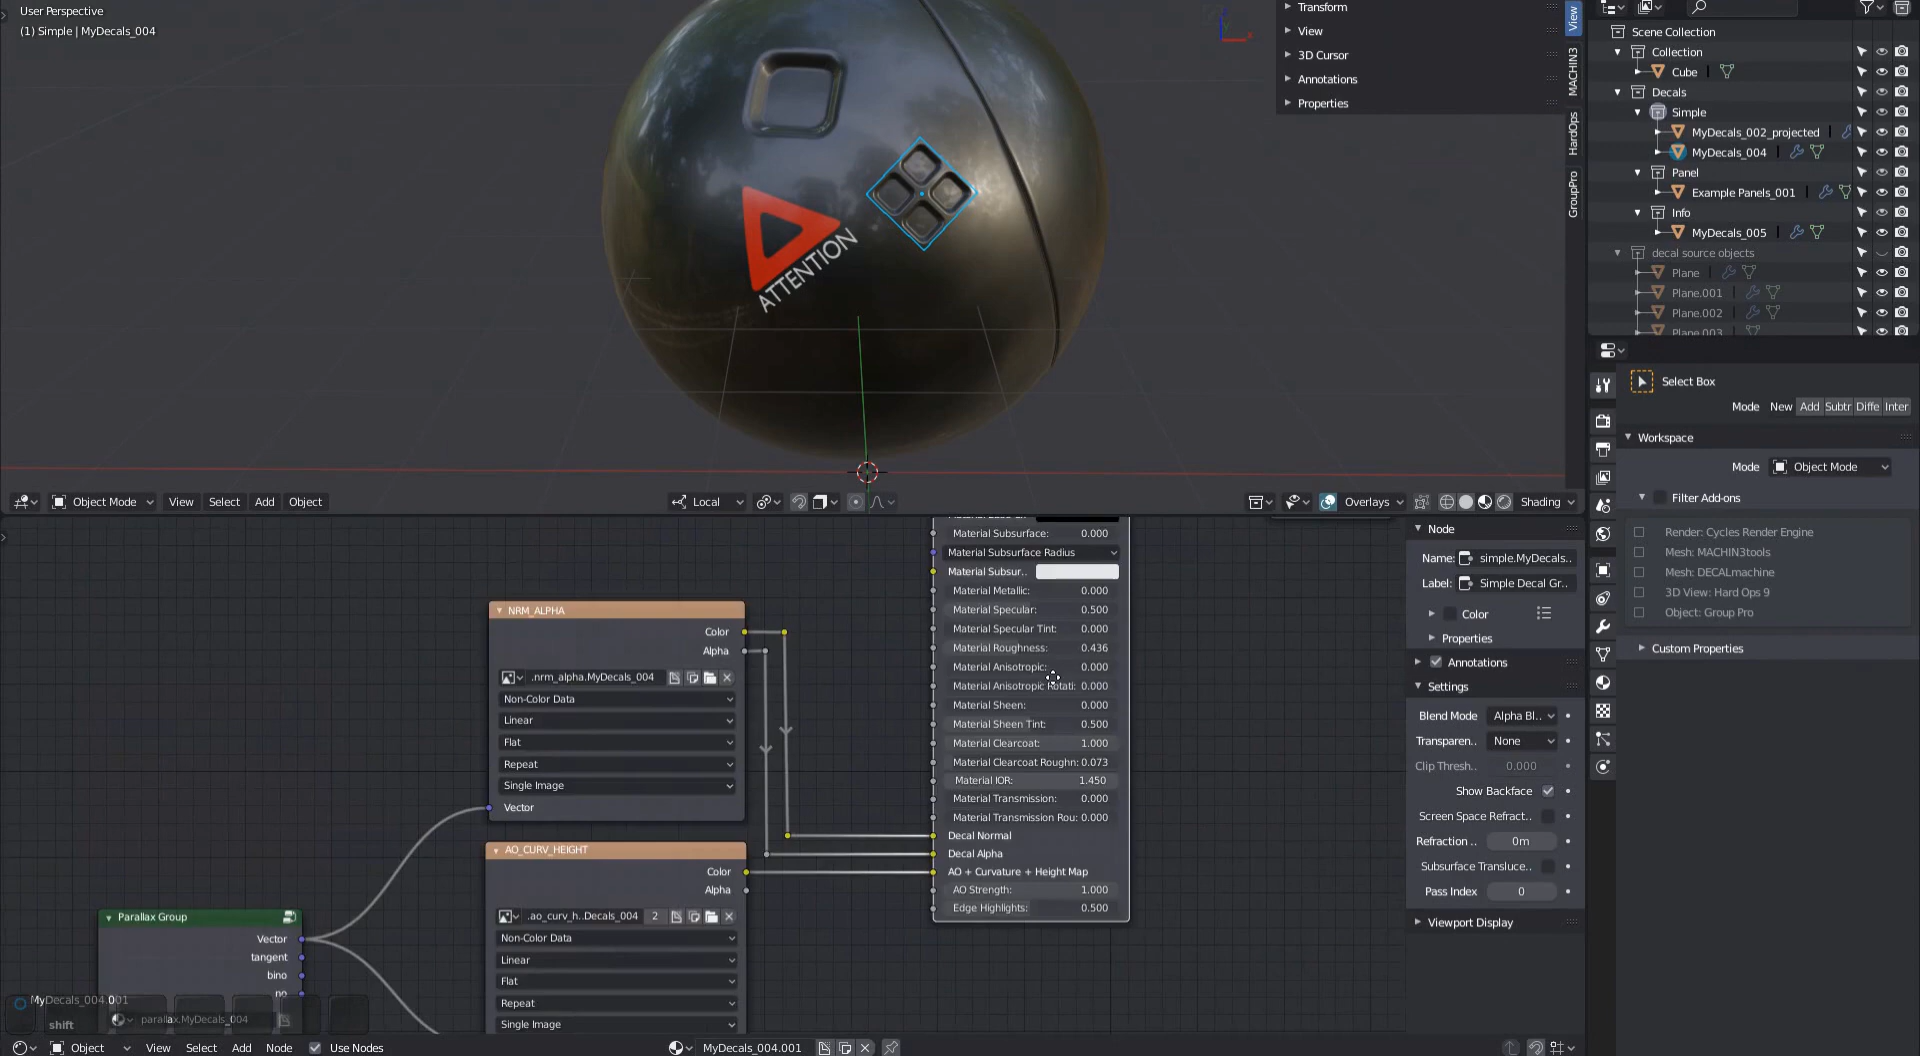 User Perspective
(1) Simple | MyDecals_004
ATTENTION
Transform
View
3D Cursor
Annotations
Properties
View
MACHIN3
HardOps
GroupPro
Object Mode
View
Select
Add
Object
Local
Overlays
Shading
Scene Collection
Collection
Cube
Decals
Simple
MyDecals_002_projected
MyDecals_004
Panel
Example Panels_001
Info
MyDecals_005
decal source objects
Plane
Plane.001
Plane.002
Plane.003
Select Box
Mode New Add Subtr Diffe Inter
Workspace
Mode Object Mode
Filter Add-ons
Render: Cycles Render Engine
Mesh: MACHIN3tools
Mesh: DECALmachine
3D View: Hard Ops 9
Object: Group Pro
Custom Properties
NRM_ALPHA
Color
Alpha
.nrm_alpha.MyDecals_004
Non-Color Data
Linear
Flat
Repeat
Single Image
Vector
AO_CURV_HEIGHT
Color
Alpha
.ao_curv_h..Decals_004 2
Non-Color Data
Linear
Flat
Repeat
Single Image
Parallax Group
Vector
tangent
bino
no
parallax.MyDecals_004
MyDecals_004.001
shift
Material Subsurface: 0.000
Material Subsurface Radius
Material Subsur..
Material Metallic: 0.000
Material Specular: 0.500
Material Specular Tint: 0.000
Material Roughness: 0.436
Material Anisotropic: 0.000
Material Anisotropic Rotati: 0.000
Material Sheen: 0.000
Material Sheen Tint: 0.500
Material Clearcoat: 1.000
Material Clearcoat Roughn: 0.073
Material IOR: 1.450
Material Transmission: 0.000
Material Transmission Rou: 0.000
Decal Normal
Decal Alpha
AO + Curvature + Height Map
AO Strength: 1.000
Edge Highlights: 0.500
Node
Name: simple.MyDecals..
Label: Simple Decal Gr..
Color
Properties
Annotations
Settings
Blend Mode Alpha Bl..
Transparen.. None
Clip Thresh.. 0.000
Show Backface
Screen Space Refract..
Refraction .. 0m
Subsurface Transluce..
Pass Index 0
Viewport Display
Object
View
Select
Add
Node
Use Nodes
MyDecals_004.001